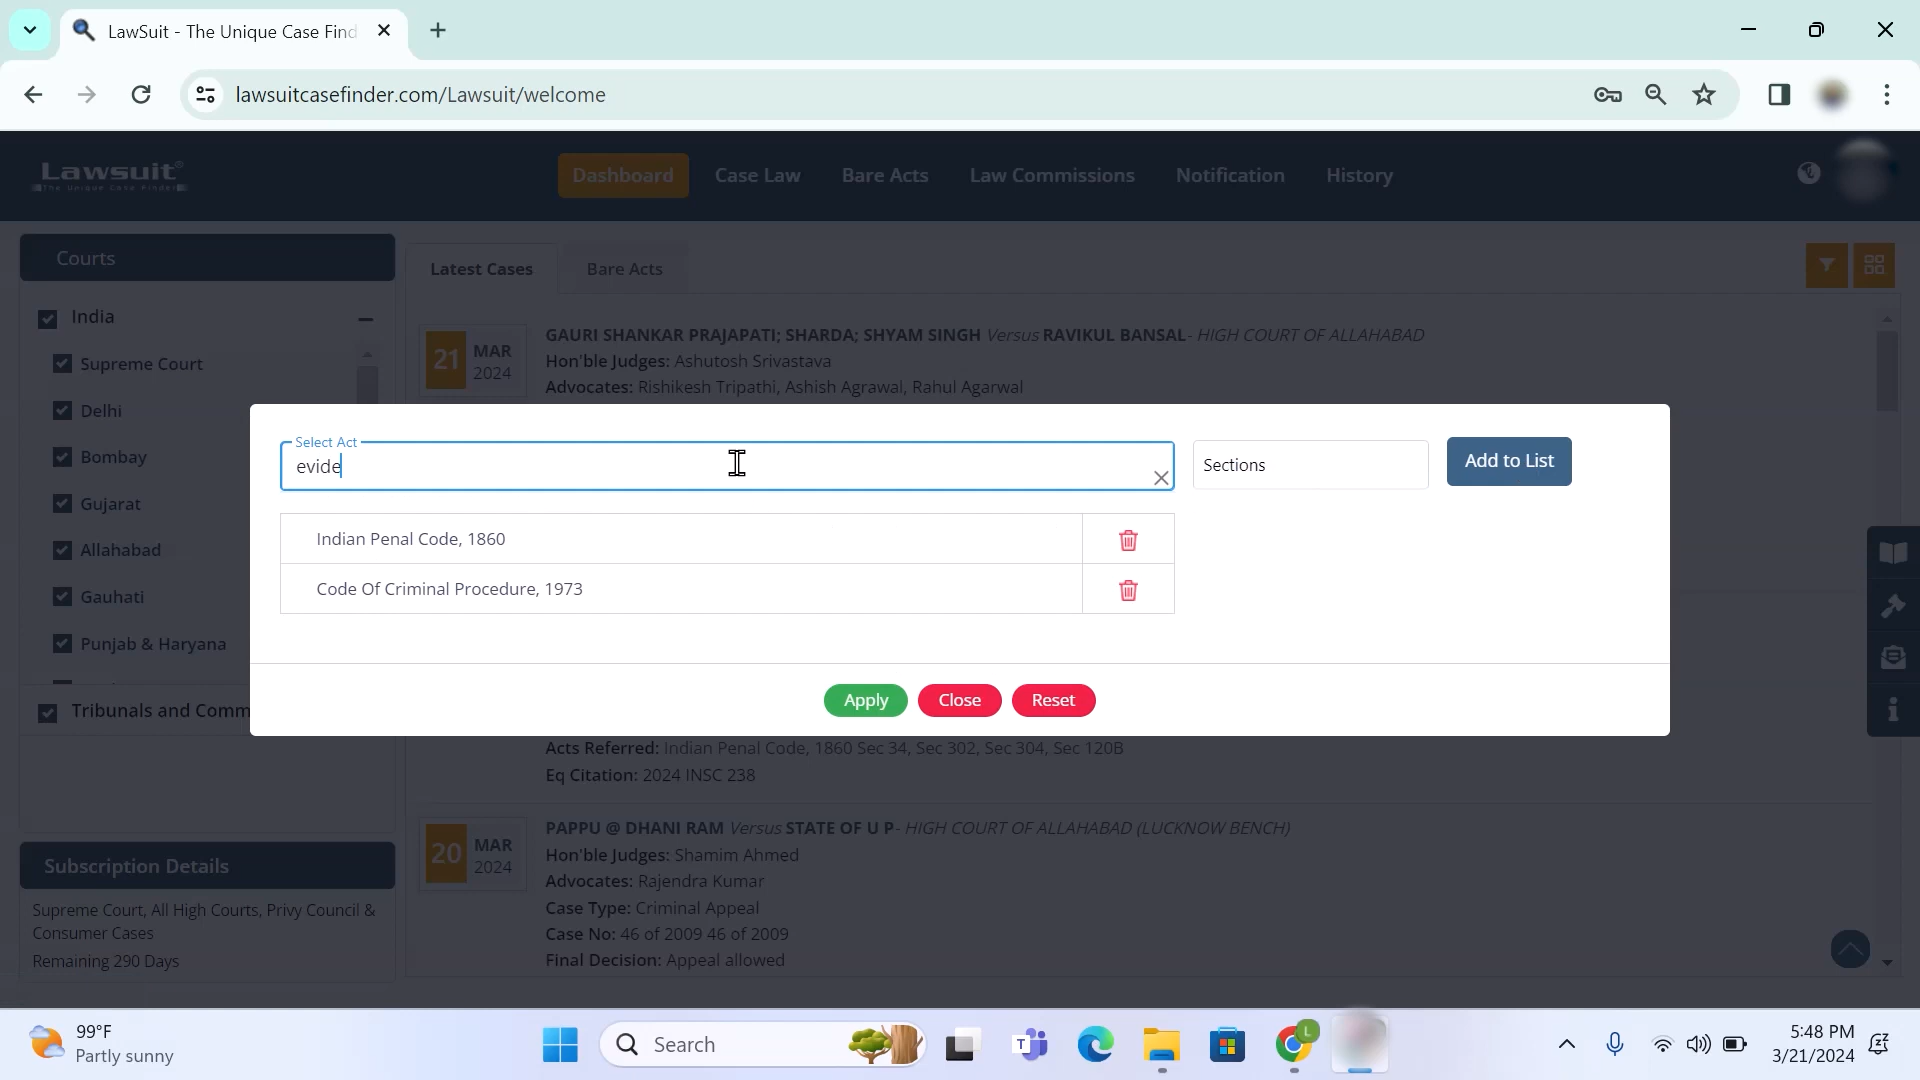 LawSuit - The Unique Case Find
lawsuitcasefinder.com/Lawsuit/welcome
Lawsuit®
The Unique Case Finder
Dashboard
Case Law
Bare Acts
Law Commissions
Notification
History
Courts
India
Supreme Court
Delhi
Bombay
Gujarat
Allahabad
Gauhati
Punjab & Haryana
Tribunals and Comm
Subscription Details
Supreme Court, All High Courts, Privy Council &
Consumer Cases
Remaining 290 Days
Latest Cases
Bare Acts
21 MAR 2024
GAURI SHANKAR PRAJAPATI; SHARDA; SHYAM SINGH Versus RAVIKUL BANSAL- HIGH COURT OF ALLAHABAD
Hon'ble Judges: Ashutosh Srivastava
Advocates: Rishikesh Tripathi, Ashish Agrawal, Rahul Agarwal
Select Act
evide
Sections
Add to List
Indian Penal Code, 1860
Code Of Criminal Procedure, 1973
Apply
Close
Reset
Acts Referred: Indian Penal Code, 1860 Sec 34, Sec 302, Sec 304, Sec 120B
Eq Citation: 2024 INSC 238
20 MAR 2024
PAPPU @ DHANI RAM Versus STATE OF U P- HIGH COURT OF ALLAHABAD (LUCKNOW BENCH)
Hon'ble Judges: Shamim Ahmed
Advocates: Rajendra Kumar
Case Type: Criminal Appeal
Case No: 46 of 2009 46 of 2009
Final Decision: Appeal allowed
99°F
Partly sunny
Search
L
5:48 PM
3/21/2024